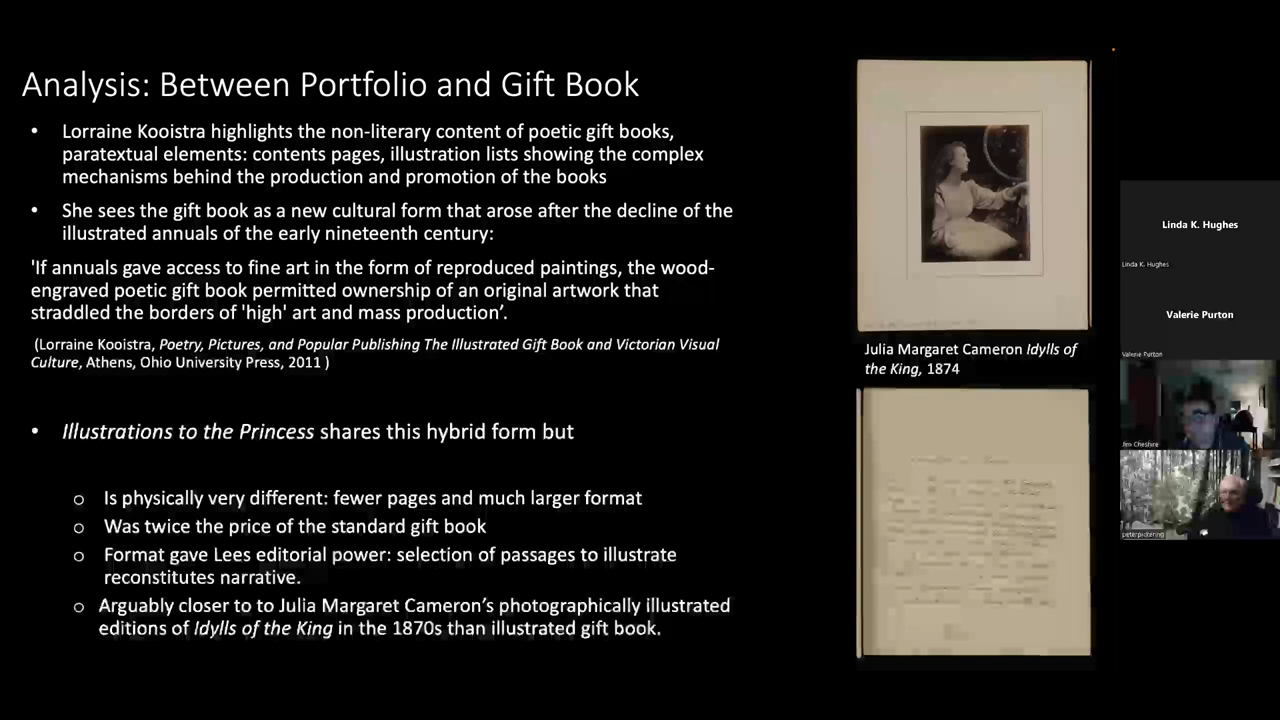 Analysis: Between Portfolio and Gift Book
• Lorraine Kooistra highlights the non-literary content of poetic gift books,
paratextual elements: contents pages, illustration lists showing the complex
mechanisms behind the production and promotion of the books
• She sees the gift book as a new cultural form that arose after the decline of the
illustrated annuals of the early nineteenth century:
'If annuals gave access to fine art in the form of reproduced paintings, the wood-
engraved poetic gift book permitted ownership of an original artwork that
straddled the borders of 'high' art and mass production’.
(Lorraine Kooistra, Poetry, Pictures, and Popular Publishing The Illustrated Gift Book and Victorian Visual
Culture, Athens, Ohio University Press, 2011 )
• Illustrations to the Princess shares this hybrid form but
o Is physically very different: fewer pages and much larger format
o Was twice the price of the standard gift book
o Format gave Lees editorial power: selection of passages to illustrate
reconstitutes narrative.
o Arguably closer to to Julia Margaret Cameron’s photographically illustrated
editions of Idylls of the King in the 1870s than illustrated gift book.
Julia Margaret Cameron Idylls of
the King, 1874
Linda K. Hughes
Linda K. Hughes
Valerie Purton
Valerie Purton
Jim Cheshire
peterpickering